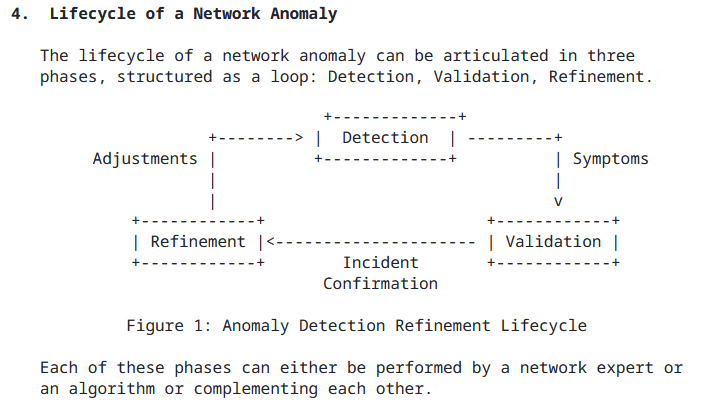 4.  Lifecycle of a Network Anomaly
The lifecycle of a network anomaly can be articulated in three
phases, structured as a loop: Detection, Validation, Refinement.
+-------------+
+--------> |  Detection  | ---------+
Adjustments |         +-------------+          | Symptoms
|                                  |
|                                  v
+------------+                       +------------+
| Refinement |<--------------------- | Validation |
+------------+        Incident       +------------+
Confirmation
Figure 1: Anomaly Detection Refinement Lifecycle
Each of these phases can either be performed by a network expert or
an algorithm or complementing each other.